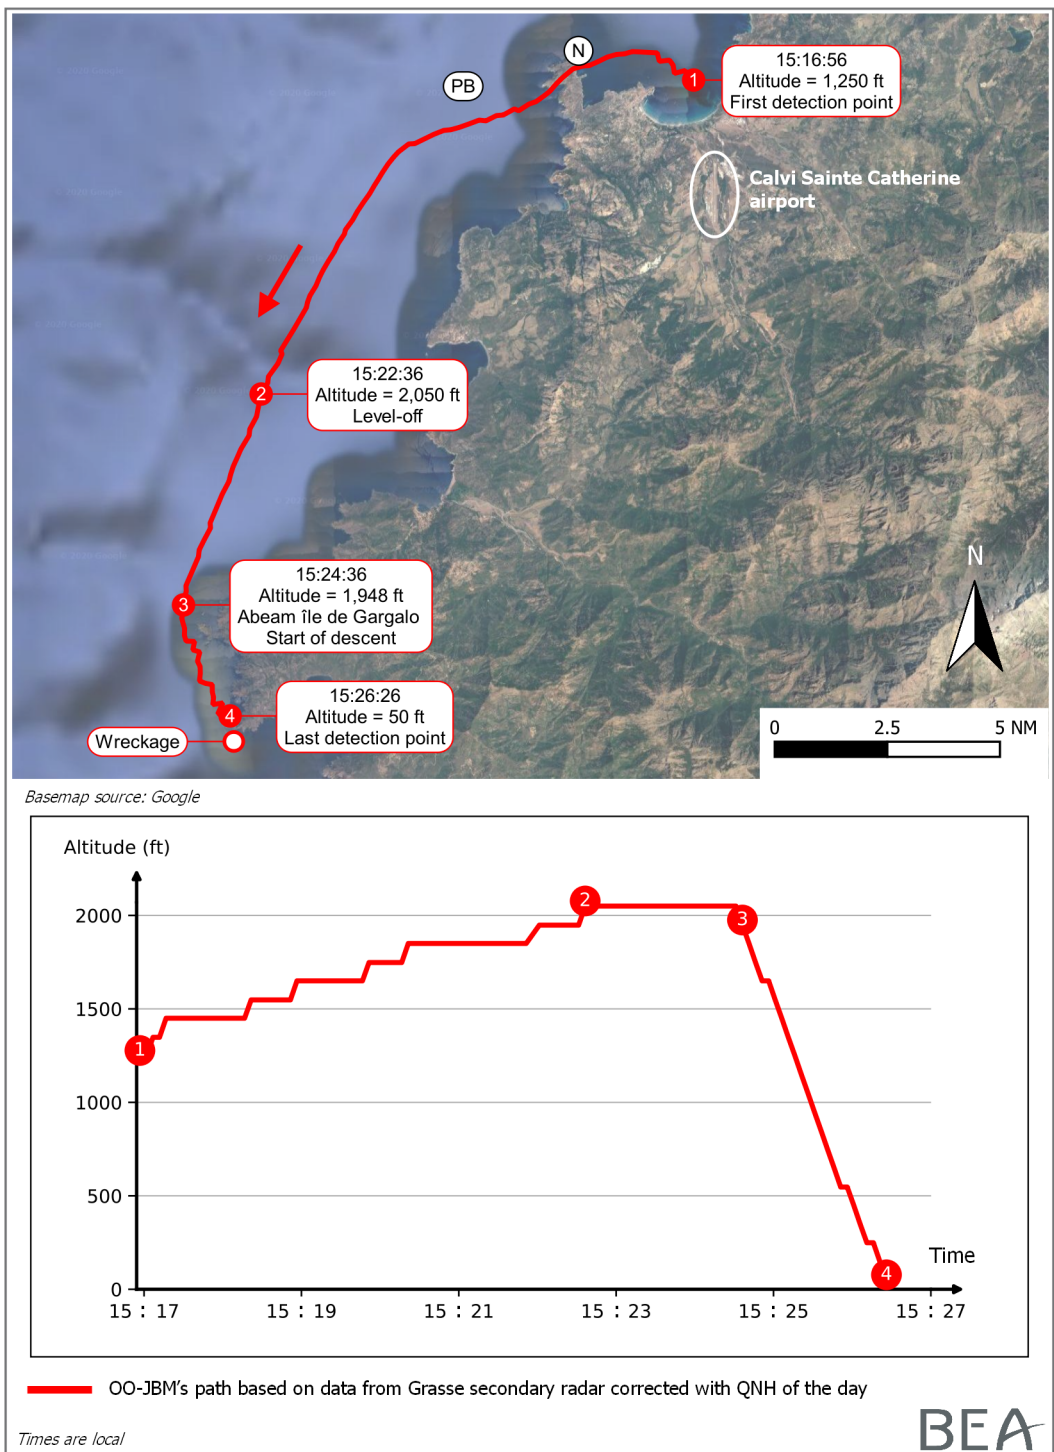 N
PB
15:16:56
Altitude = 1,250 ft
First detection point
1
Calvi Sainte Catherine
airport
15:22:36
Altitude = 2,050 ft
Level-off
2
15:24:36
Altitude = 1,948 ft
Abeam île de Gargalo
Start of descent
3
N
15:26:26
Altitude = 50 ft
Last detection point
4
Wreckage
0 2.5 5 NM
Basemap source: Google
Altitude (ft)
2000
1500
1000
500
0
1
2
3
4
Time
15 : 17 15 : 19 15 : 21 15 : 23 15 : 25 15 : 27
OO-JBM's path based on data from Grasse secondary radar corrected with QNH of the day
Times are local
BEA